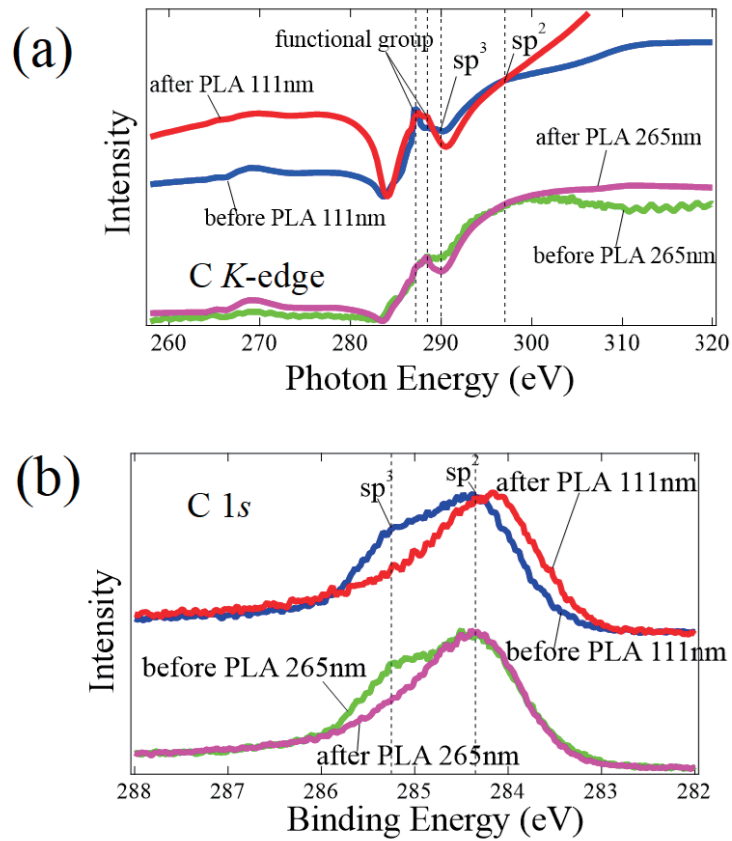 (a)
functional group
sp³
sp²
after PLA 111nm
before PLA 111nm
after PLA 265nm
before PLA 265nm
C K-edge
Intensity
260 270 280 290 300 310 320
Photon Energy (eV)
(b)
C 1s
sp³
sp²
after PLA 111nm
before PLA 111nm
before PLA 265nm
after PLA 265nm
Intensity
288 287 286 285 284 283 282
Binding Energy (eV)